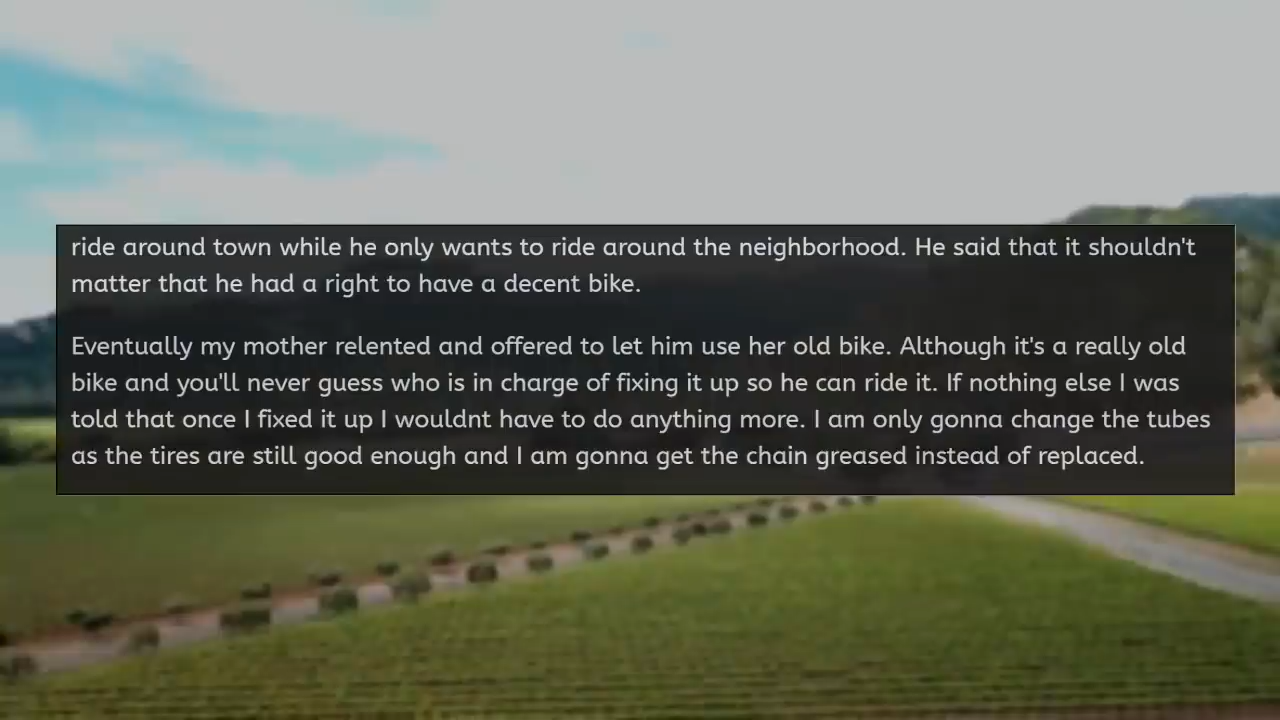 ride around town while he only wants to ride around the neighborhood. He said that it shouldn't
matter that he had a right to have a decent bike.
Eventually my mother relented and offered to let him use her old bike. Although it's a really old
bike and you'll never guess who is in charge of fixing it up so he can ride it. If nothing else I was
told that once I fixed it up I wouldnt have to do anything more. I am only gonna change the tubes
as the tires are still good enough and I am gonna get the chain greased instead of replaced.